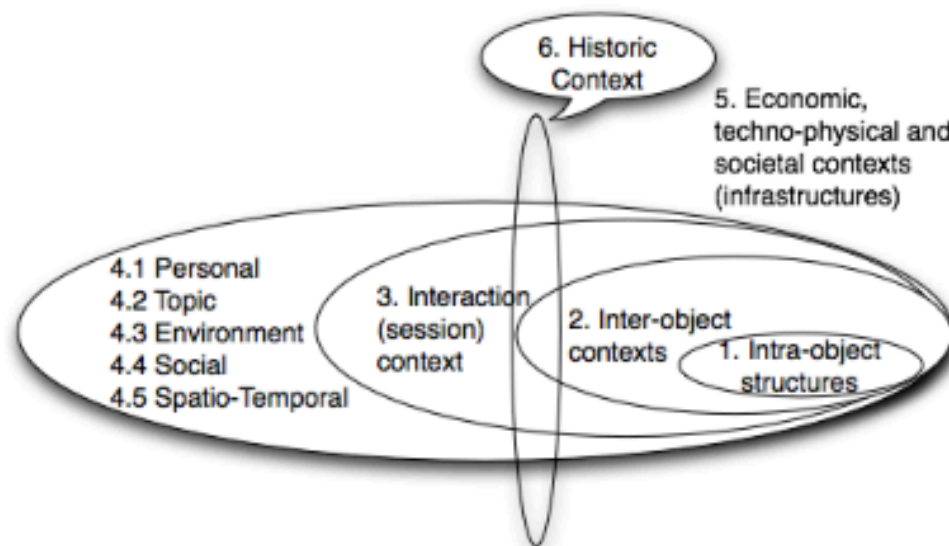 6. Historic
Context
5. Economic,
techno-physical and
societal contexts
(infrastructures)
4.1 Personal
4.2 Topic
4.3 Environment
4.4 Social
4.5 Spatio-Temporal
3. Interaction
(session)
context
2. Inter-object
contexts
1. Intra-object
structures